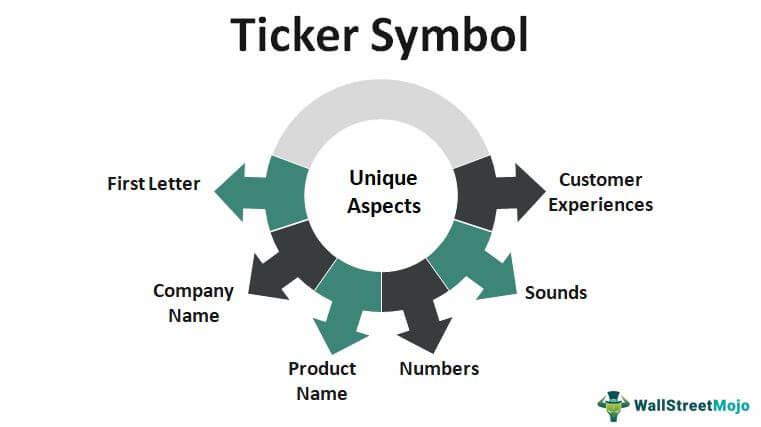 Ticker Symbol
Unique
Aspects
First Letter
Company
Name
Product
Name
Numbers
Sounds
Customer
Experiences
WallStreetMojo